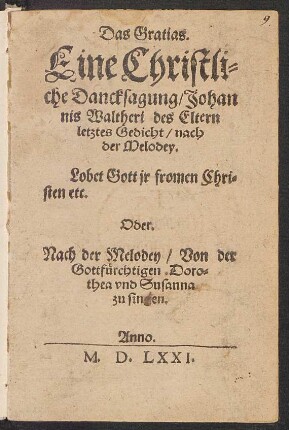 9.
Das Gratias.
Eine Christli-
che Dancksagung/Johan
nis Waltheri des Eltern
letztes Gedicht/nach
der Melodey.
Lobet Gott jr fromen Chri-
sten etc.
Oder.
Nach der Melodey/Von der
Gottfürchtigen Doro-
thea vnd Susanna
zu singen.
Anno.
M. D. LXXI.